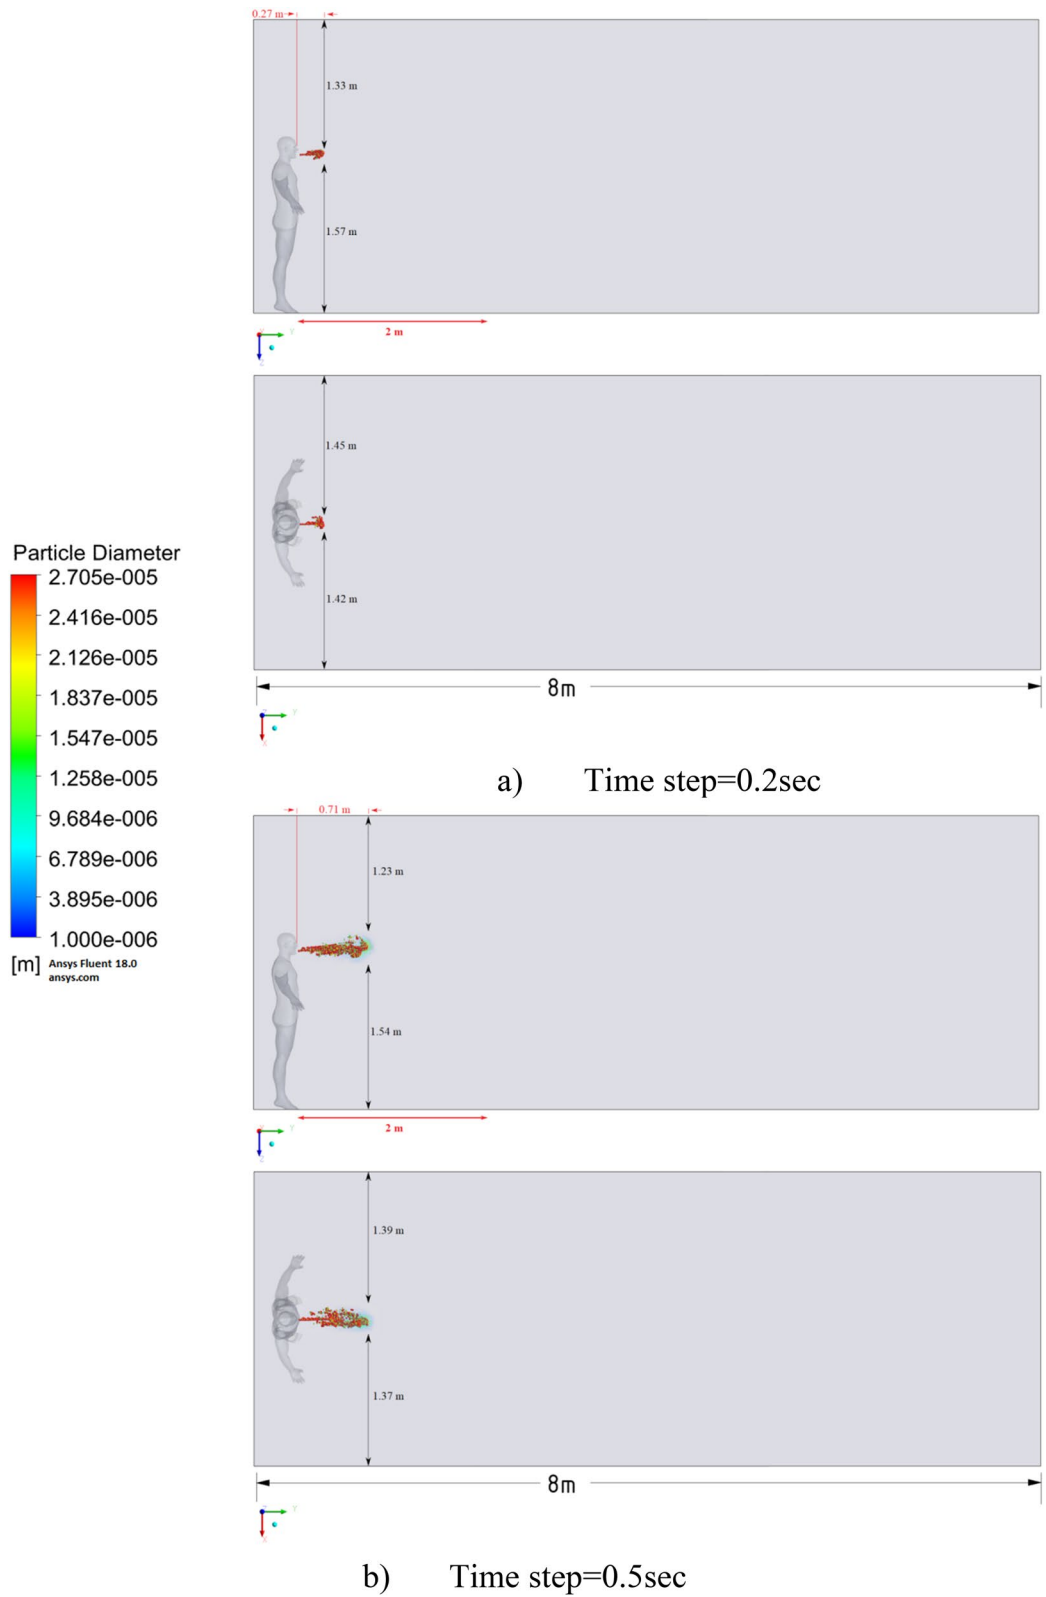 0.27 m
1.33 m
1.57 m
2 m
Y
Z
1.45 m
1.42 m
8m
Y
X
Particle Diameter
2.705e-005
2.416e-005
2.126e-005
1.837e-005
1.547e-005
1.258e-005
9.684e-006
6.789e-006
3.895e-006
1.000e-006
[m]
Ansys Fluent 18.0
ansys.com
a) Time step=0.2sec
0.71 m
1.23 m
1.54 m
2 m
Y
Z
1.39 m
1.37 m
8m
Y
X
b) Time step=0.5sec